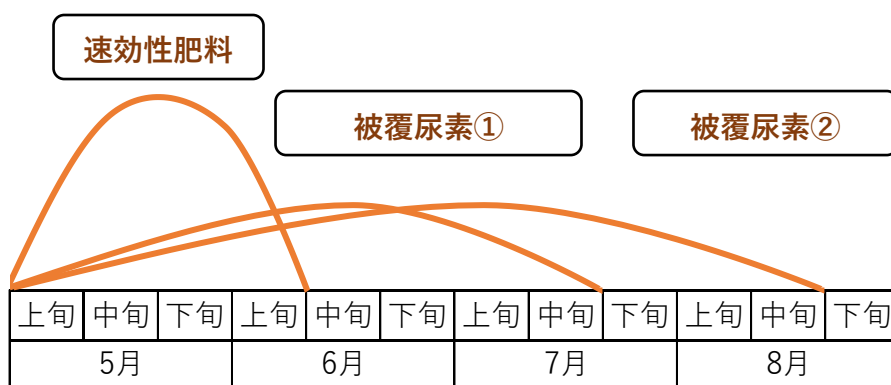 速効性肥料
被覆尿素①
被覆尿素②
上旬 中旬 下旬 上旬 中旬 下旬 上旬 中旬 下旬 上旬 中旬 下旬
5月 6月 7月 8月